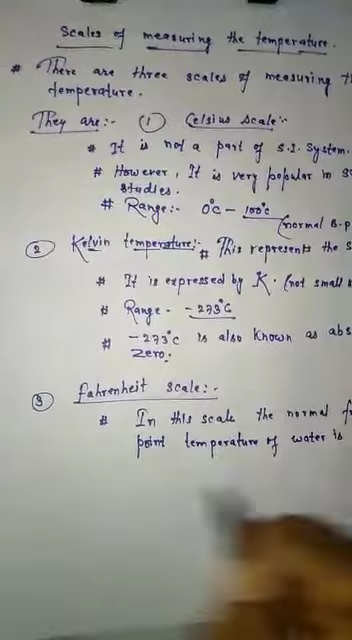 Scales of measuring the temperature.
# There are three scales of measuring
temperature.
They are:- ① Celsius scale:-
# It is not a part of S.I. System.
# However, It is very popular in
studies.
# Range:- 0°C - 100°C
(normal B.P
② Kelvin temperature:- # This represents the S
# It is expressed by K. (not small
# Range - -273°C
# -273°C is also known as abs
zero.
③ fahrenheit scale:-
# In this scale the normal
point temperature of water is